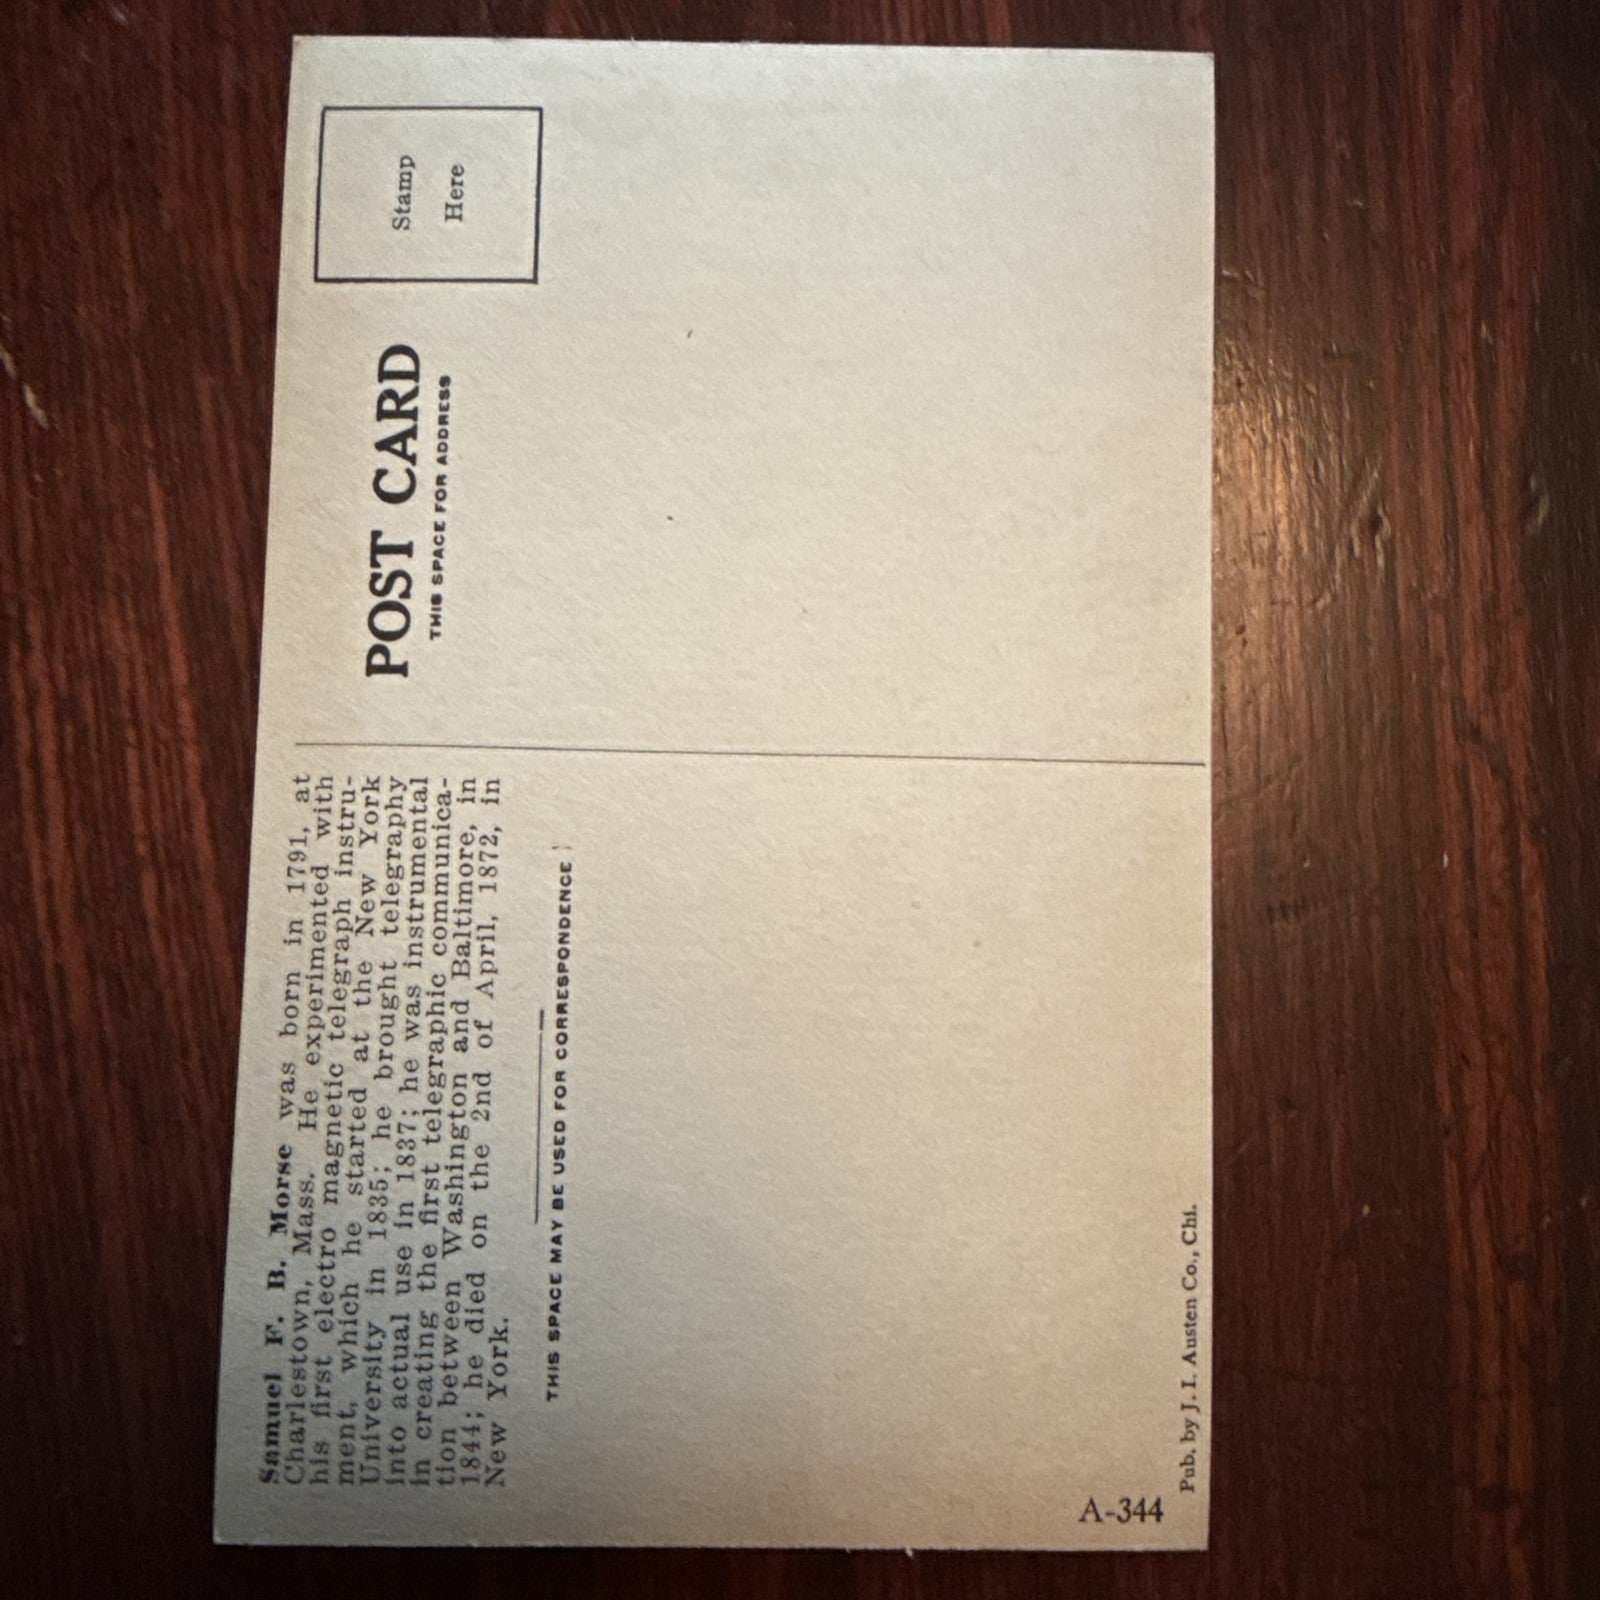 Samuel F. B. Morse was born in 1791, at
Charlestown, Mass. He experimented with
his first electro magnetic telegraph instru-
ment, which he started at the New York
University in 1835; he brought telegraphy
into actual use in 1837; he was instrumental
in creating the first telegraphic communica-
tion between Washington and Baltimore, in
1844; he died on the 2nd of April, 1872, in
New York.
THIS SPACE MAY BE USED FOR CORRESPONDENCE
A-344
Pub. by J. I. Austen Co., Chi.
POST CARD
THIS SPACE FOR ADDRESS
Stamp
Here